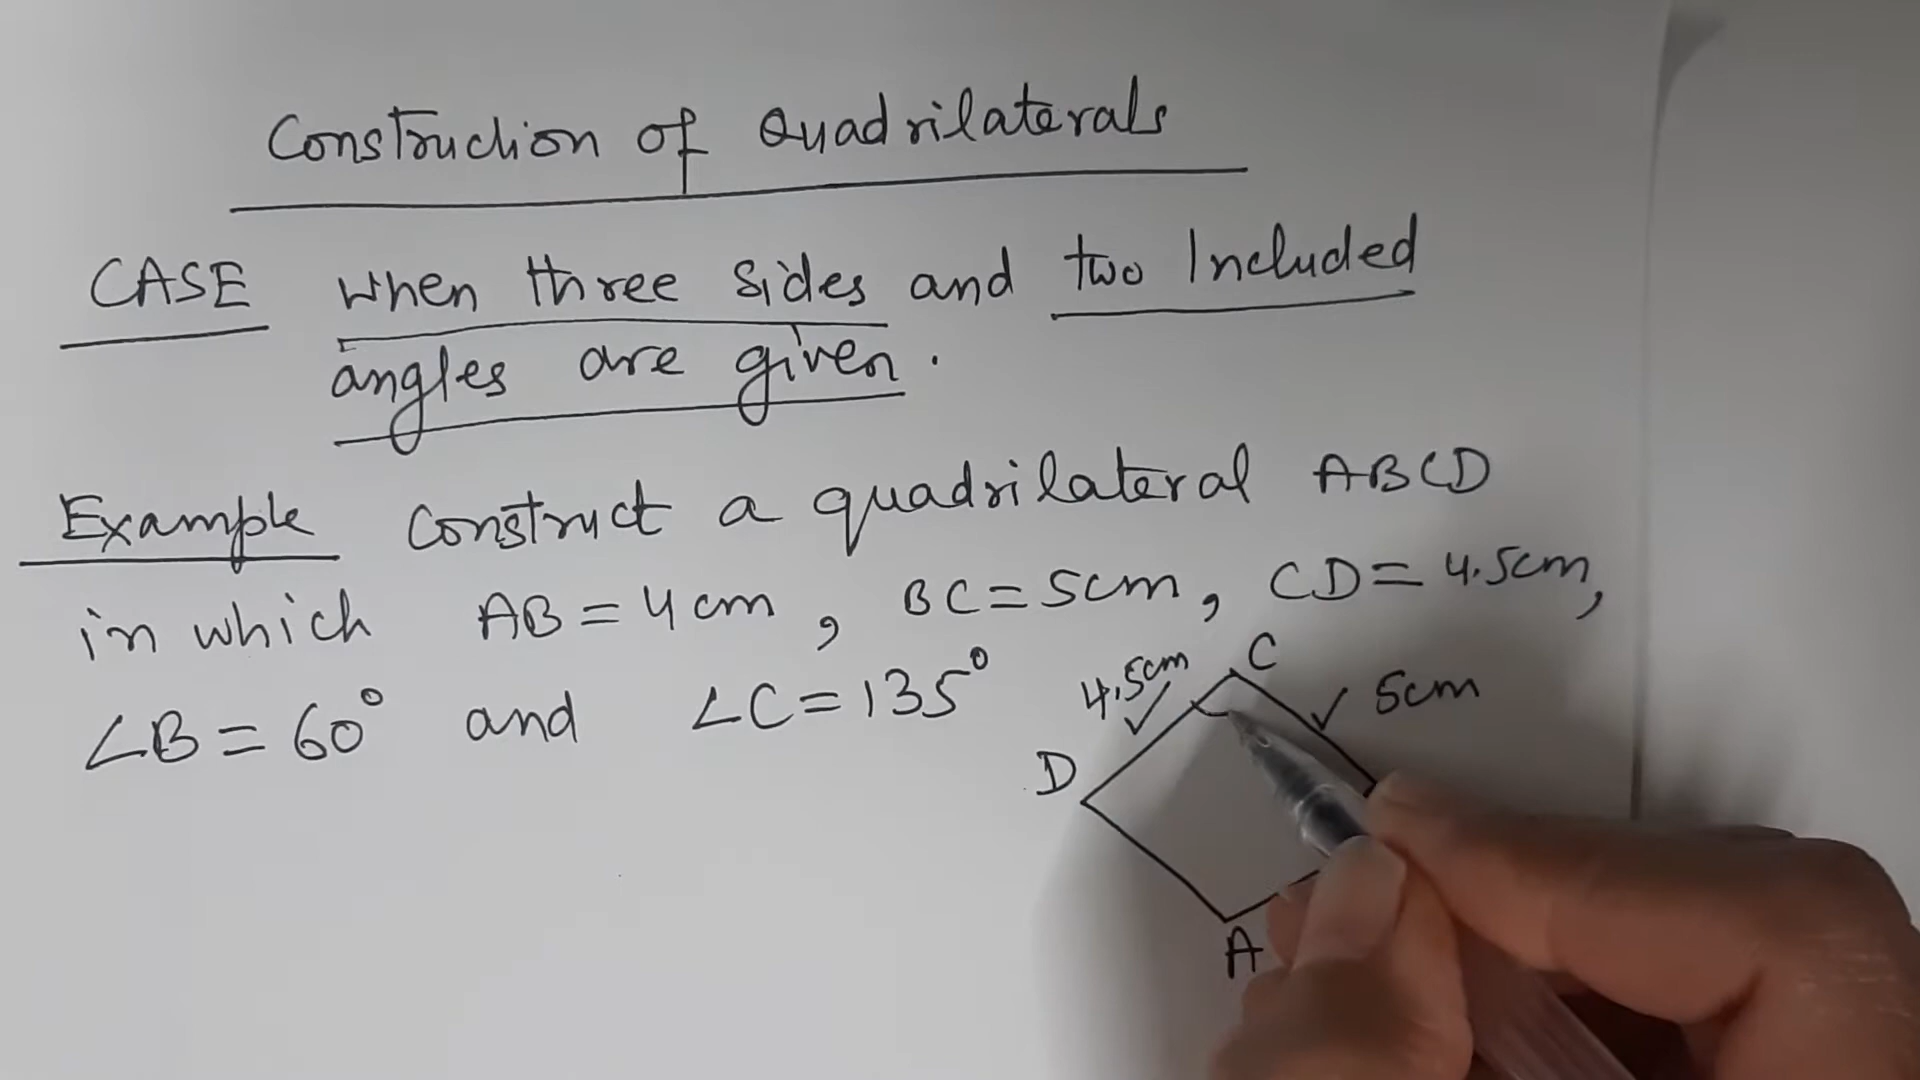 Construction of Quadrilaterals
CASE when three sides and two Included
angles are given.
Example construct a quadrilateral ABCD
in which AB = 4 cm, BC = 5cm, CD = 4.5cm,
∠B = 60° and ∠C = 135°
C
4.5cm ✓
✓ 5cm
D
A